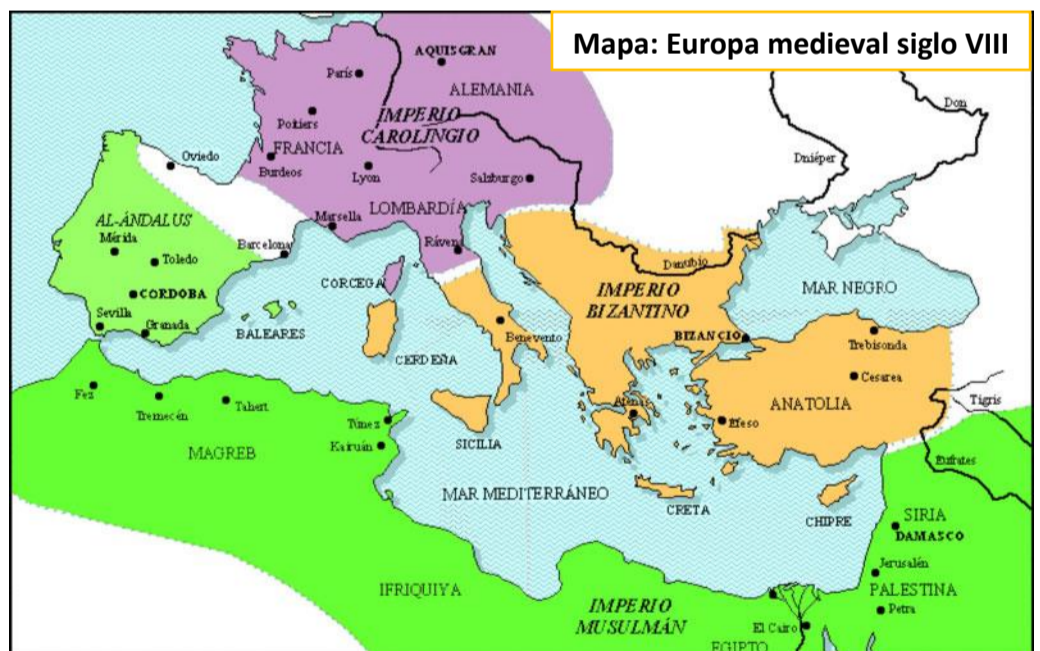 Mapa: Europa medieval siglo VIII
AQUISGRAN
París
ALEMANIA
IMPERIO
CAROLINGIO
Poitiers
FRANCIA
Burdeos
Lyon
Salzburgo
Oviedo
Don
Dniéper
LOMBARDÍA
Marsella
Ráven
AL-ÁNDALUS
Mérida
Toledo
Barcelona
CORDOBA
Sevilla
Granada
BALEARES
CORCEGA
CERDEÑA
Benevento
Danubio
IMPERIO
BIZANTINO
BIZANCIO
MAR NEGRO
Trebisonda
Cesarea
ANATOLIA
Tigris
Atenas
Efeso
Eúfrates
Fez
Tremecén
Tahert
Túnez
Kairuán
MAGREB
SICILIA
MAR MEDITERRÁNEO
CRETA
CHIPRE
SIRIA
DAMASCO
Jerusalén
PALESTINA
Petra
IFRIQUIYA
IMPERIO
MUSULMÁN
El Cairo
EGIPTO